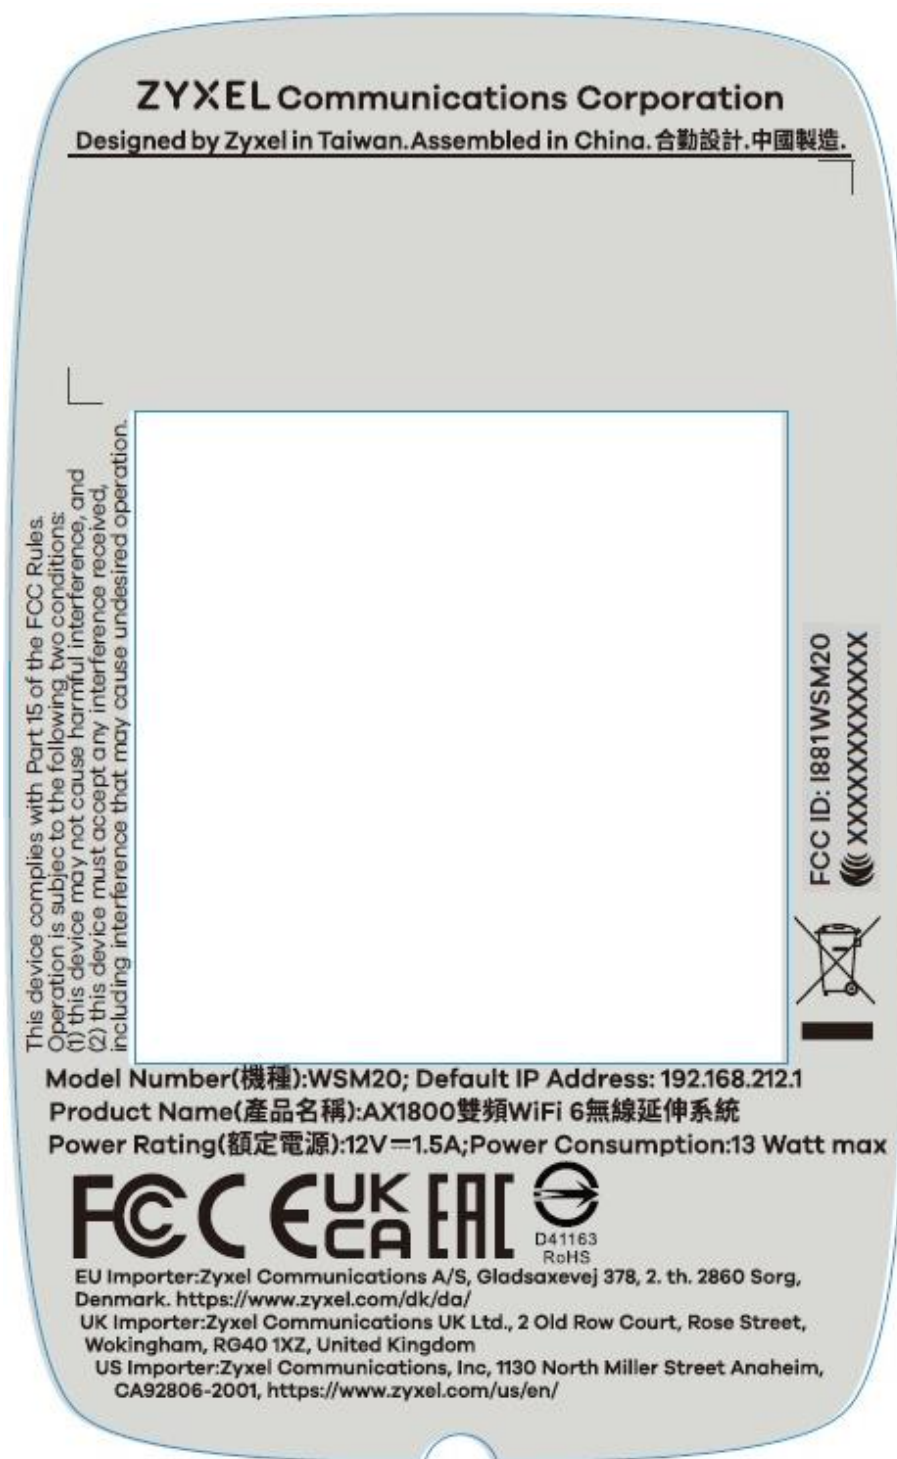 ZYXEL Communications Corporation
Designed by Zyxel in Taiwan.Assembled in China.合勤設計.中國製造.
This device complies with Part 15 of the FCC Rules.
Operation is subject to the following two conditions:
(1) this device may not cause harmful interference, and
(2) this device must accept any interference received,
including interference that may cause undesired operation.
FCC ID: I881WSM20
XXXXXXXXXXXX
Model Number(機種):WSM20; Default IP Address: 192.168.212.1
Product Name(產品名稱):AX1800雙頻WiFi 6無線延伸系統
Power Rating(額定電源):12V⎓1.5A;Power Consumption:13 Watt max
FCC CE UKCA EAC
D41163
RoHS
EU Importer:Zyxel Communications A/S, Gladsaxevej 378, 2. th. 2860 Sorg,
Denmark. https://www.zyxel.com/dk/da/
UK Importer:Zyxel Communications UK Ltd., 2 Old Row Court, Rose Street,
Wokingham, RG40 1XZ, United Kingdom
US Importer:Zyxel Communications, Inc, 1130 North Miller Street Anaheim,
CA92806-2001, https://www.zyxel.com/us/en/